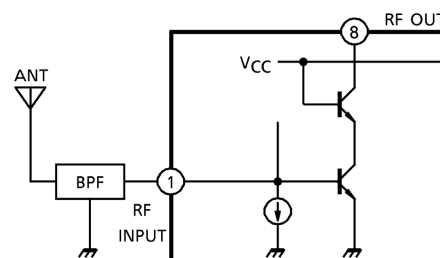 8
RF OUT
VCC
ANT
BPF
1
RF
INPUT